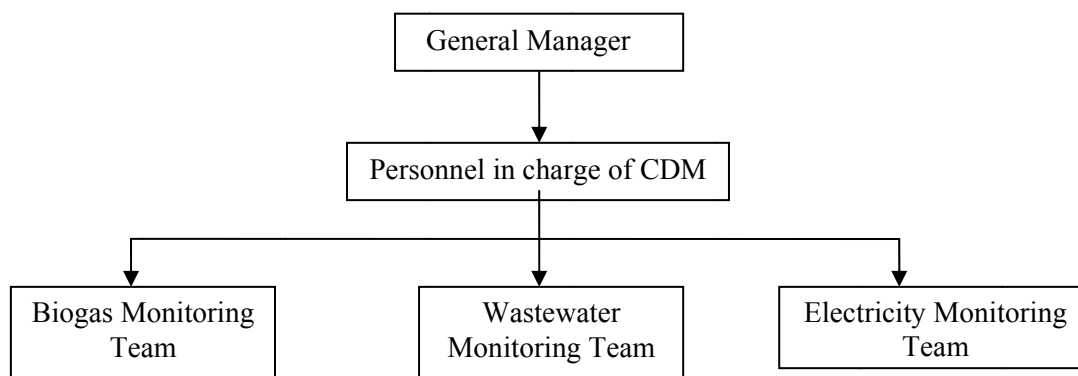 General Manager
Personnel in charge of CDM
Biogas Monitoring
Team
Wastewater
Monitoring Team
Electricity Monitoring
Team